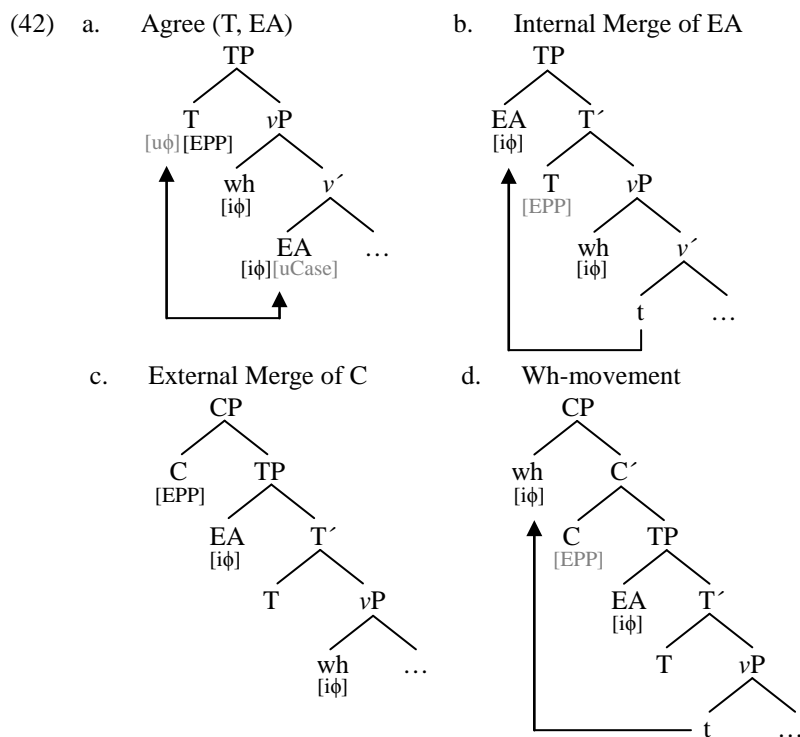 (42) a. Agree (T, EA) b. Internal Merge of EA
TP TP
T vP EA T´
[uϕ][EPP] [iϕ]
wh v´ T vP
[iϕ] [EPP]
EA … wh v´
[iϕ][uCase] [iϕ]
t …
c. External Merge of C d. Wh-movement
CP CP
C TP wh C´
[EPP] [iϕ]
EA T´ C TP
[iϕ] [EPP]
T vP EA T´
[iϕ]
wh … T vP
[iϕ]
t …